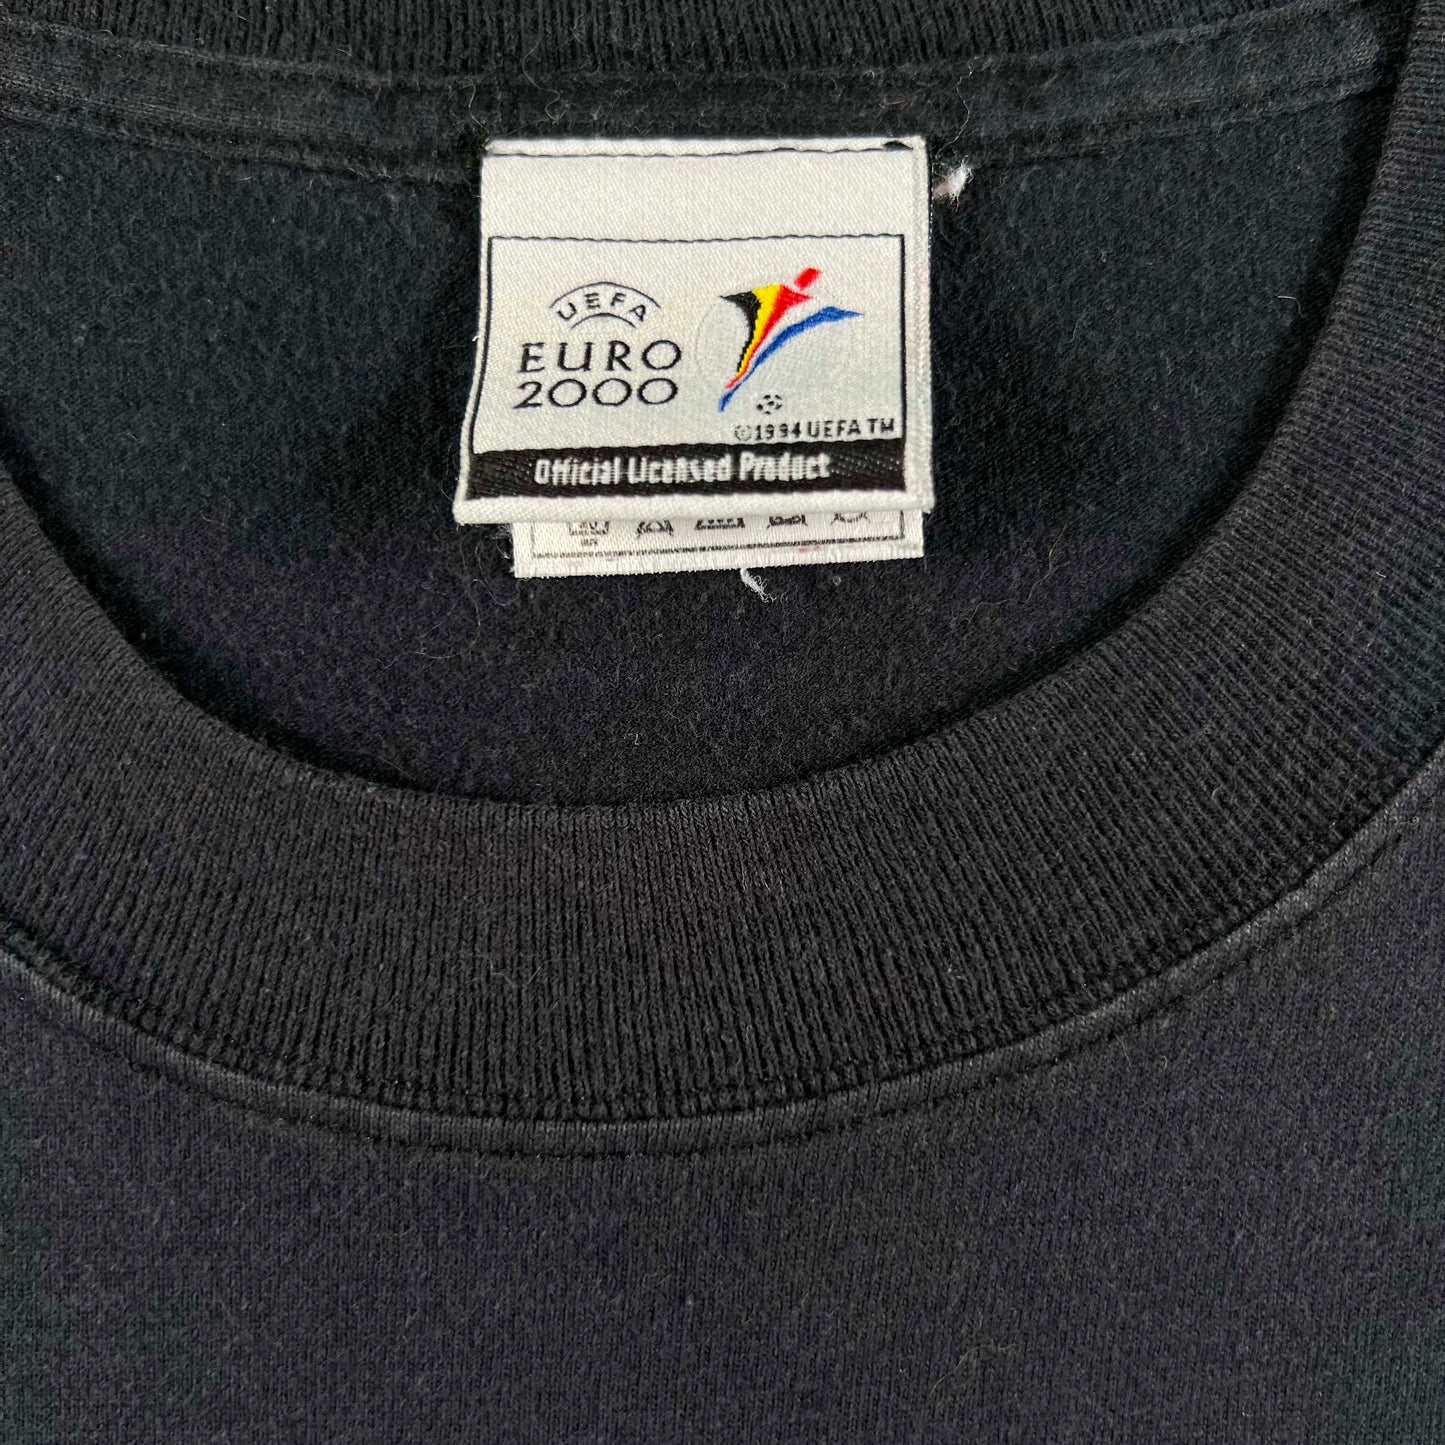 UEFA
EURO
2000
©1994 UEFA TM
Official Licensed Product